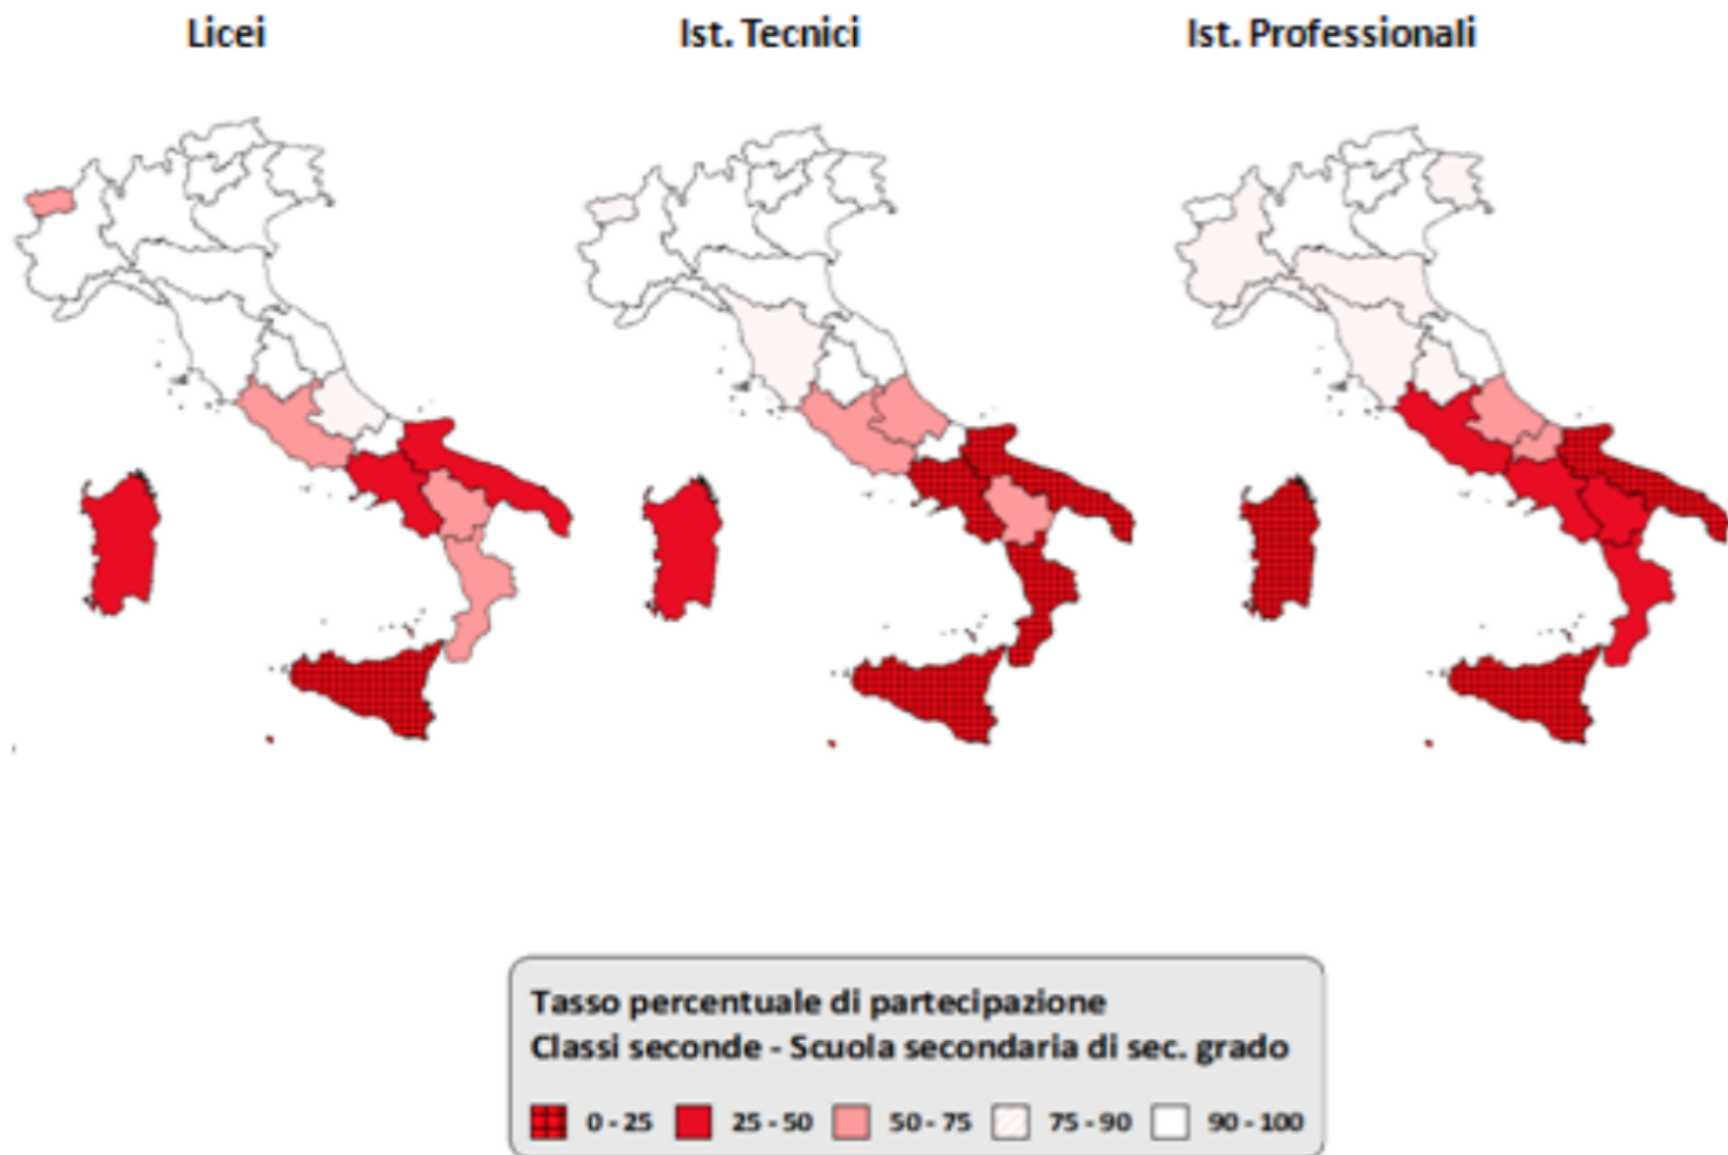 Licei Ist. Tecnici Ist. Professionali
Tasso percentuale di partecipazione
Classi seconde - Scuola secondaria di sec. grado
0 - 25 25 - 50 50 - 75 75 - 90 90 - 100